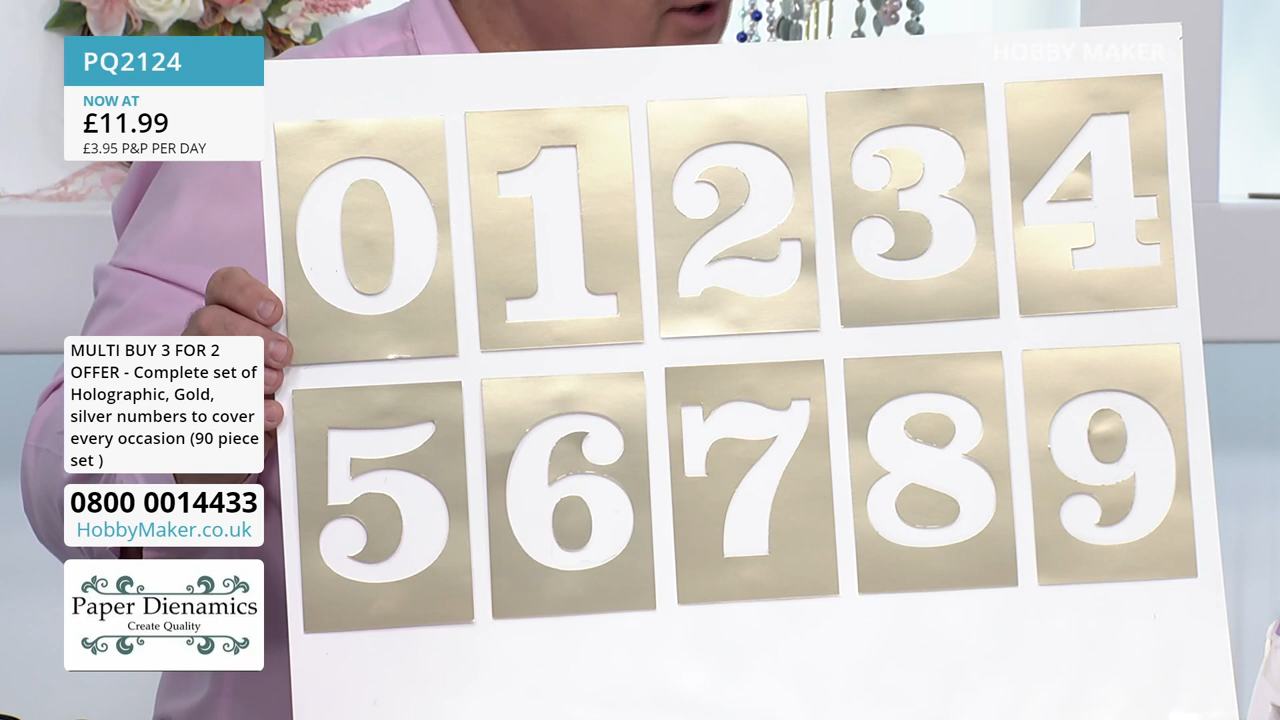 PQ2124
NOW AT
£11.99
£3.95 P&P PER DAY
MULTI BUY 3 FOR 2
OFFER - Complete set of
Holographic, Gold,
silver numbers to cover
every occasion (90 piece
set )
0800 0014433
HobbyMaker.co.uk
Paper Dienamics
Create Quality
HOBBY MAKER
0 1 2 3 4
5 6 7 8 9